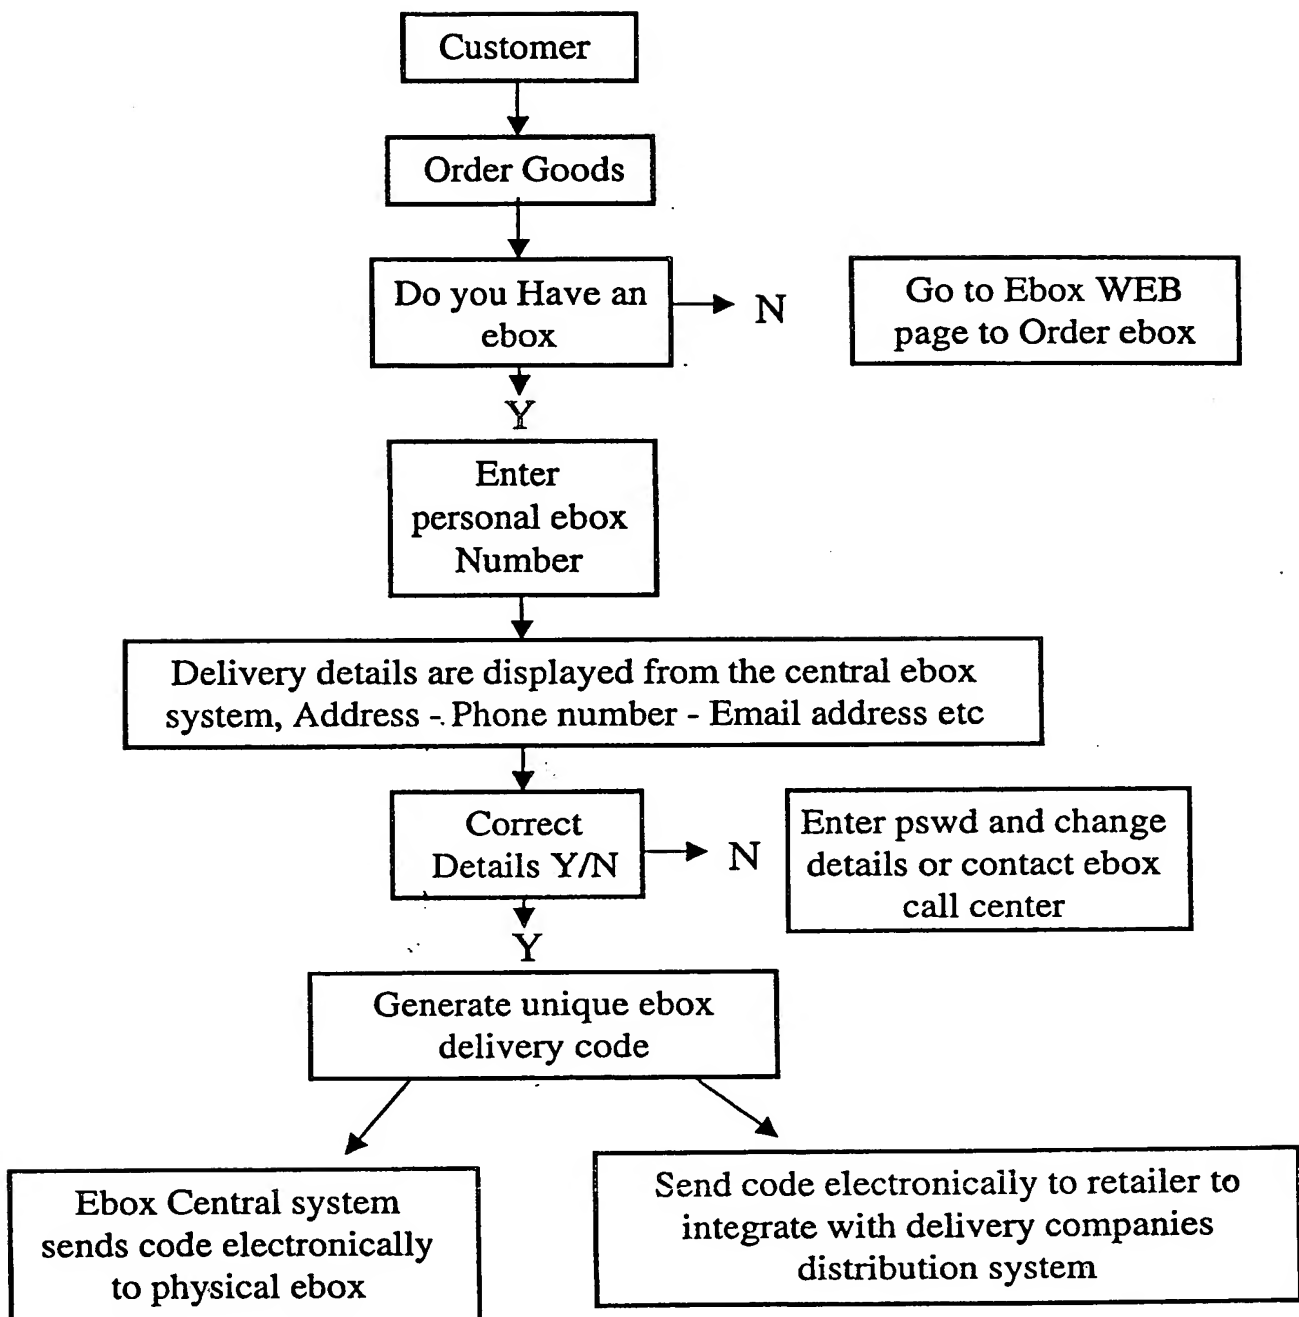 Customer
Order Goods
Do you Have an
ebox
N
Go to Ebox WEB
page to Order ebox
Y
Enter
personal ebox
Number
Delivery details are displayed from the central ebox
system, Address - Phone number - Email address etc
Correct
Details Y/N
N
Enter pswd and change
details or contact ebox
call center
Y
Generate unique ebox
delivery code
Ebox Central system
sends code electronically
to physical ebox
Send code electronically to retailer to
integrate with delivery companies
distribution system